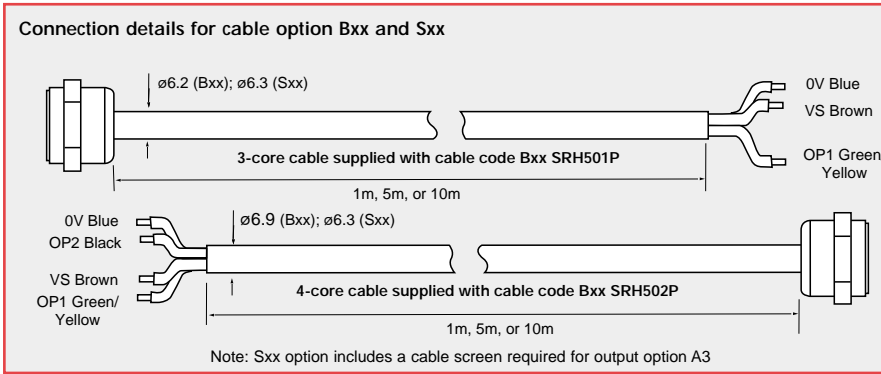 Connection details for cable option Bxx and Sxx
ø6.2 (Bxx); ø6.3 (Sxx)
0V Blue
VS Brown
OP1 Green/
Yellow
3-core cable supplied with cable code Bxx SRH501P
1m, 5m, or 10m
0V Blue
OP2 Black
VS Brown
OP1 Green/
Yellow
ø6.9 (Bxx); ø6.3 (Sxx)
4-core cable supplied with cable code Bxx SRH502P
1m, 5m, or 10m
Note: Sxx option includes a cable screen required for output option A3